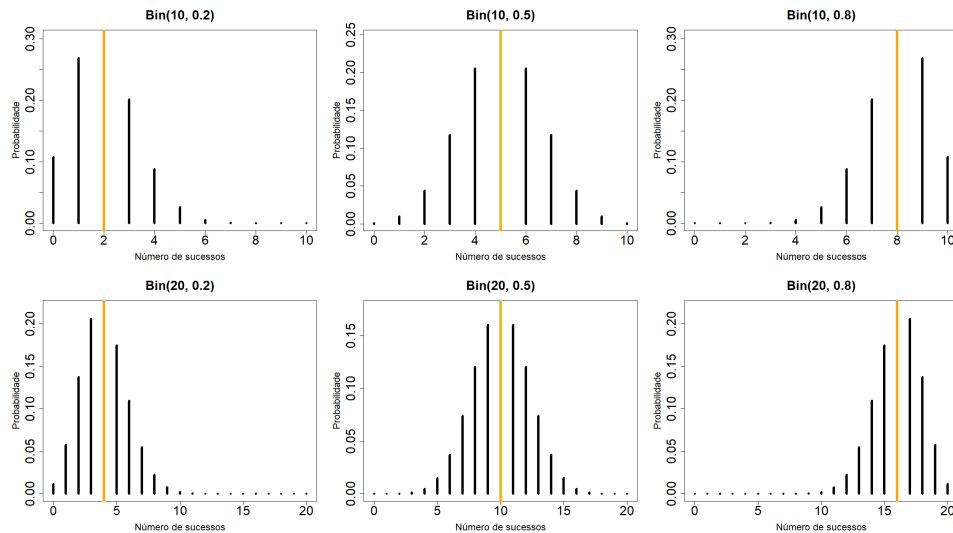 Bin(10, 0.2)
Probabilidade
0.00 0.10 0.20 0.30
0 2 4 6 8 10
Número de sucessos
Bin(10, 0.5)
Probabilidade
0.00 0.05 0.10 0.15 0.20 0.25
0 2 4 6 8 10
Número de sucessos
Bin(10, 0.8)
Probabilidade
0.00 0.10 0.20 0.30
0 2 4 6 8 10
Número de sucessos
Bin(20, 0.2)
Probabilidade
0.00 0.05 0.10 0.15 0.20
0 5 10 15 20
Número de sucessos
Bin(20, 0.5)
Probabilidade
0.00 0.05 0.10 0.15
0 5 10 15 20
Número de sucessos
Bin(20, 0.8)
Probabilidade
0.00 0.05 0.10 0.15 0.20
0 5 10 15 20
Número de sucessos